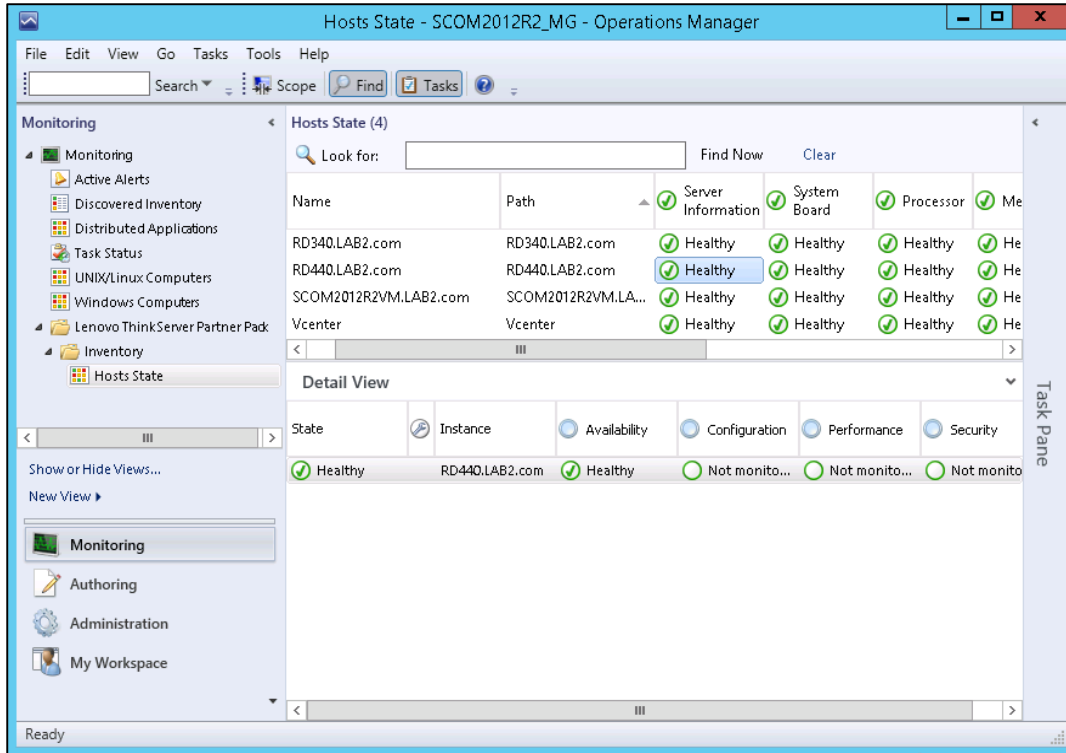 Hosts State - SCOM2012R2_MG - Operations Manager
File Edit View Go Tasks Tools Help
Search Scope Find Tasks
Monitoring
Monitoring
Active Alerts
Discovered Inventory
Distributed Applications
Task Status
UNIX/Linux Computers
Windows Computers
Lenovo ThinkServer Partner Pack
Inventory
Hosts State
Show or Hide Views...
New View
Monitoring
Authoring
Administration
My Workspace
Hosts State (4)
Look for: Find Now Clear
Name Path Server Information System Board Processor Me
RD340.LAB2.com RD340.LAB2.com Healthy Healthy Healthy He
RD440.LAB2.com RD440.LAB2.com Healthy Healthy Healthy He
SCOM2012R2VM.LAB2.com SCOM2012R2VM.LA... Healthy Healthy Healthy He
Vcenter Vcenter Healthy Healthy Healthy He
Detail View
State Instance Availability Configuration Performance Security
Healthy RD440.LAB2.com Healthy Not monito... Not monito... Not monito
Task Pane
Ready